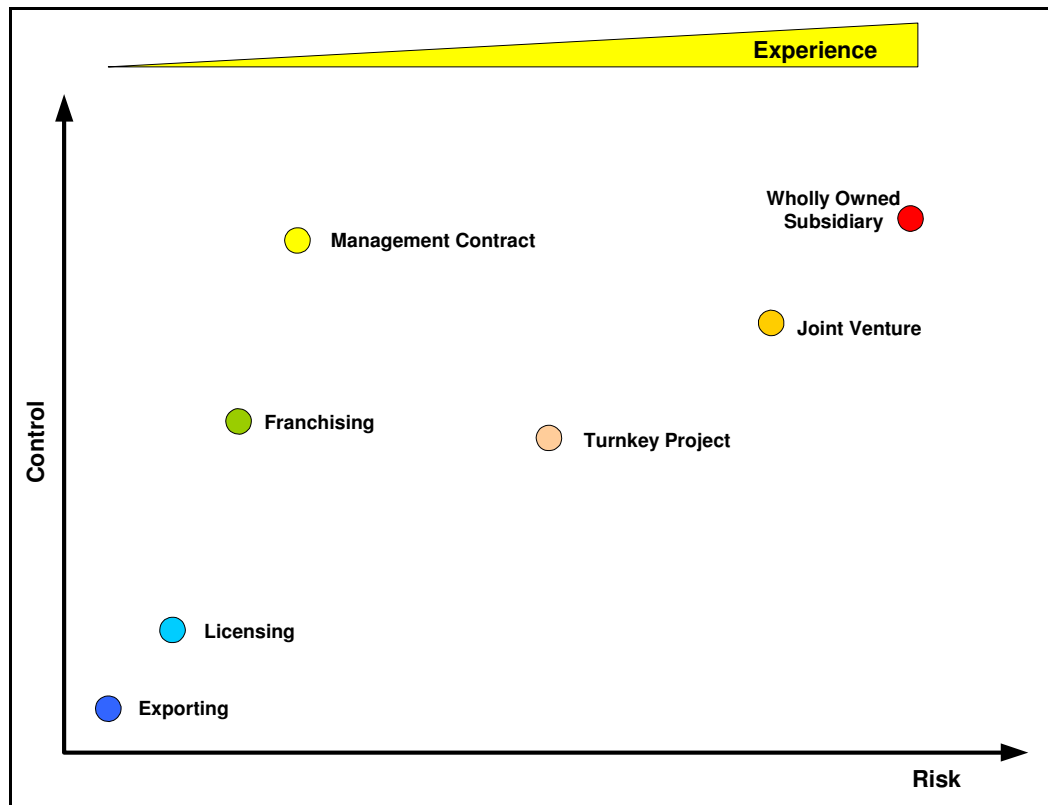 Experience
Wholly Owned
Subsidiary
Management Contract
Joint Venture
Franchising
Turnkey Project
Control
Licensing
Exporting
Risk